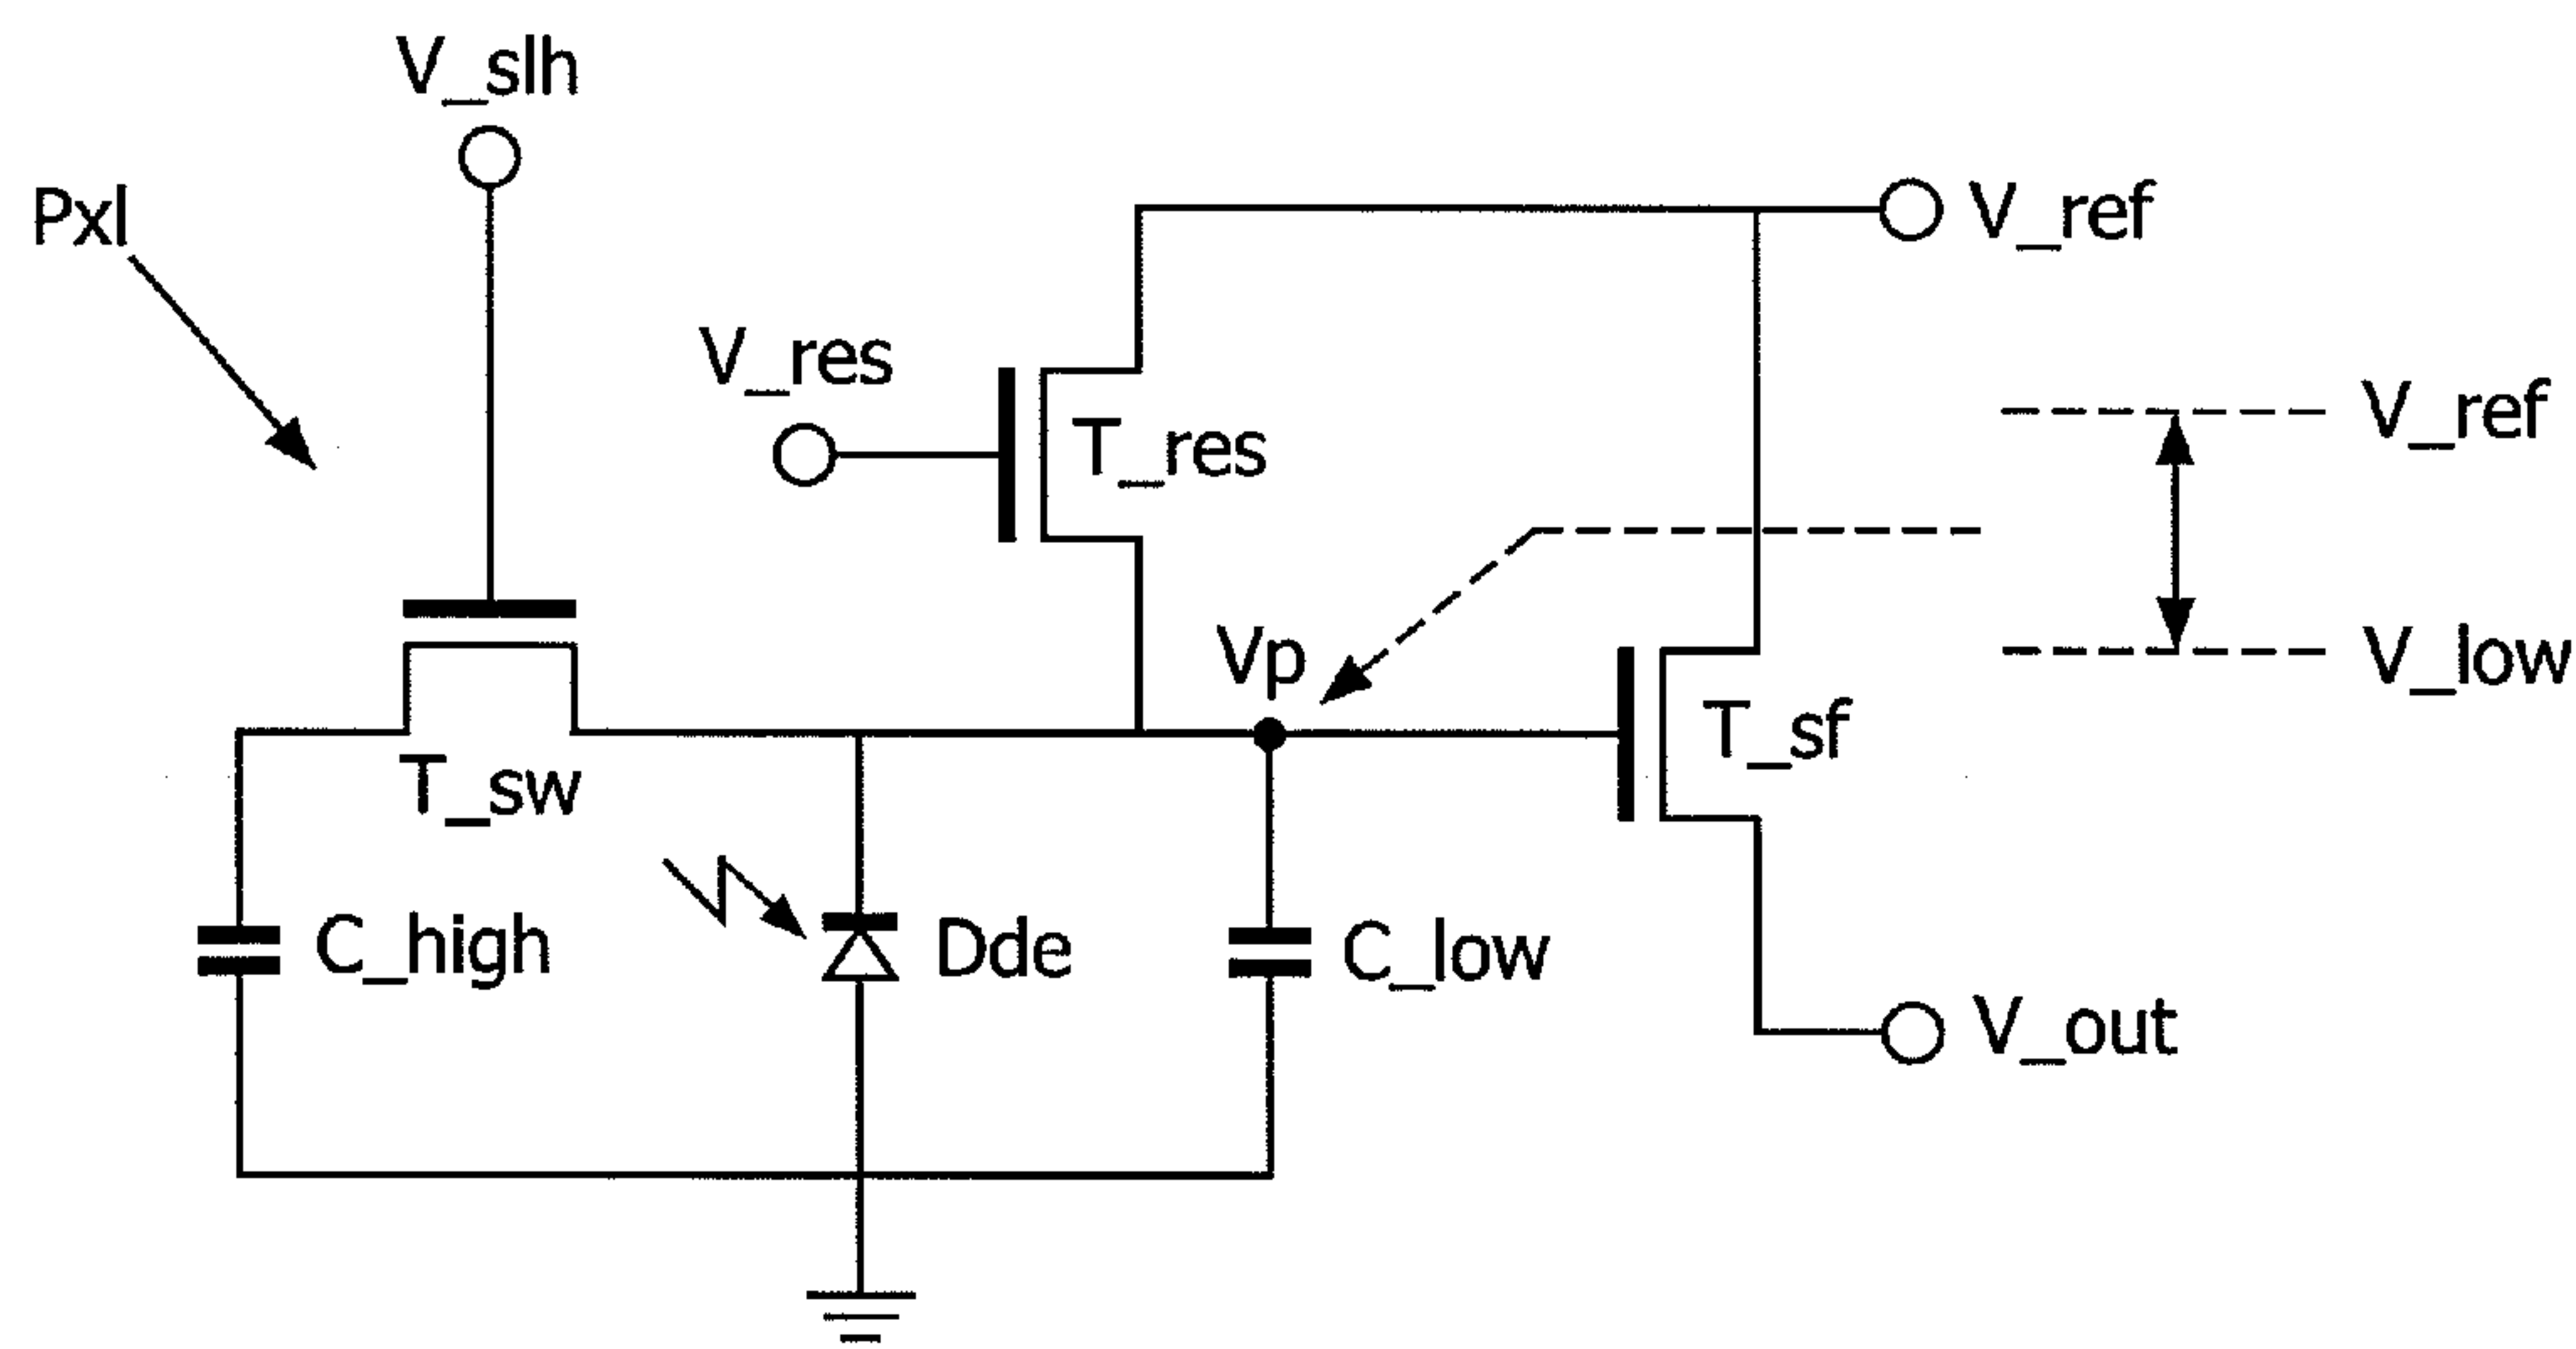 V_slh
Pxl
V_ref
V_res
T_res
V_ref
Vp
V_low
T_sf
T_sw
C_high
Dde
C_low
V_out